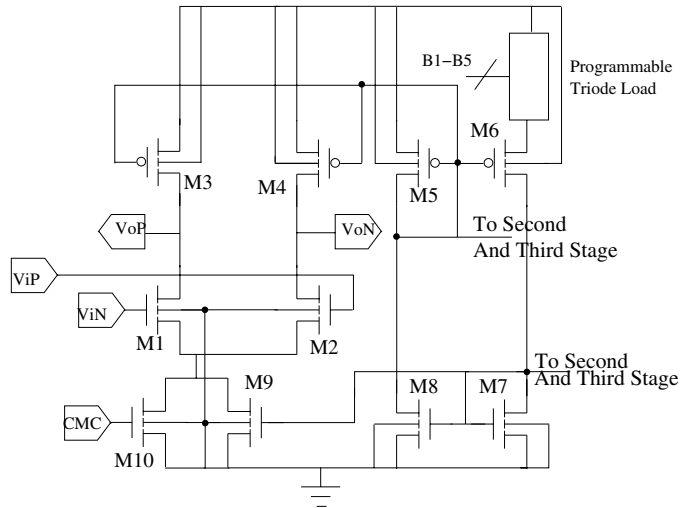 B1-B5
Programmable
Triode Load
M6
M3
M4
M5
VoP
VoN
To Second
And Third Stage
ViP
ViN
M1
M2
To Second
And Third Stage
M9
M8
M7
CMC
M10